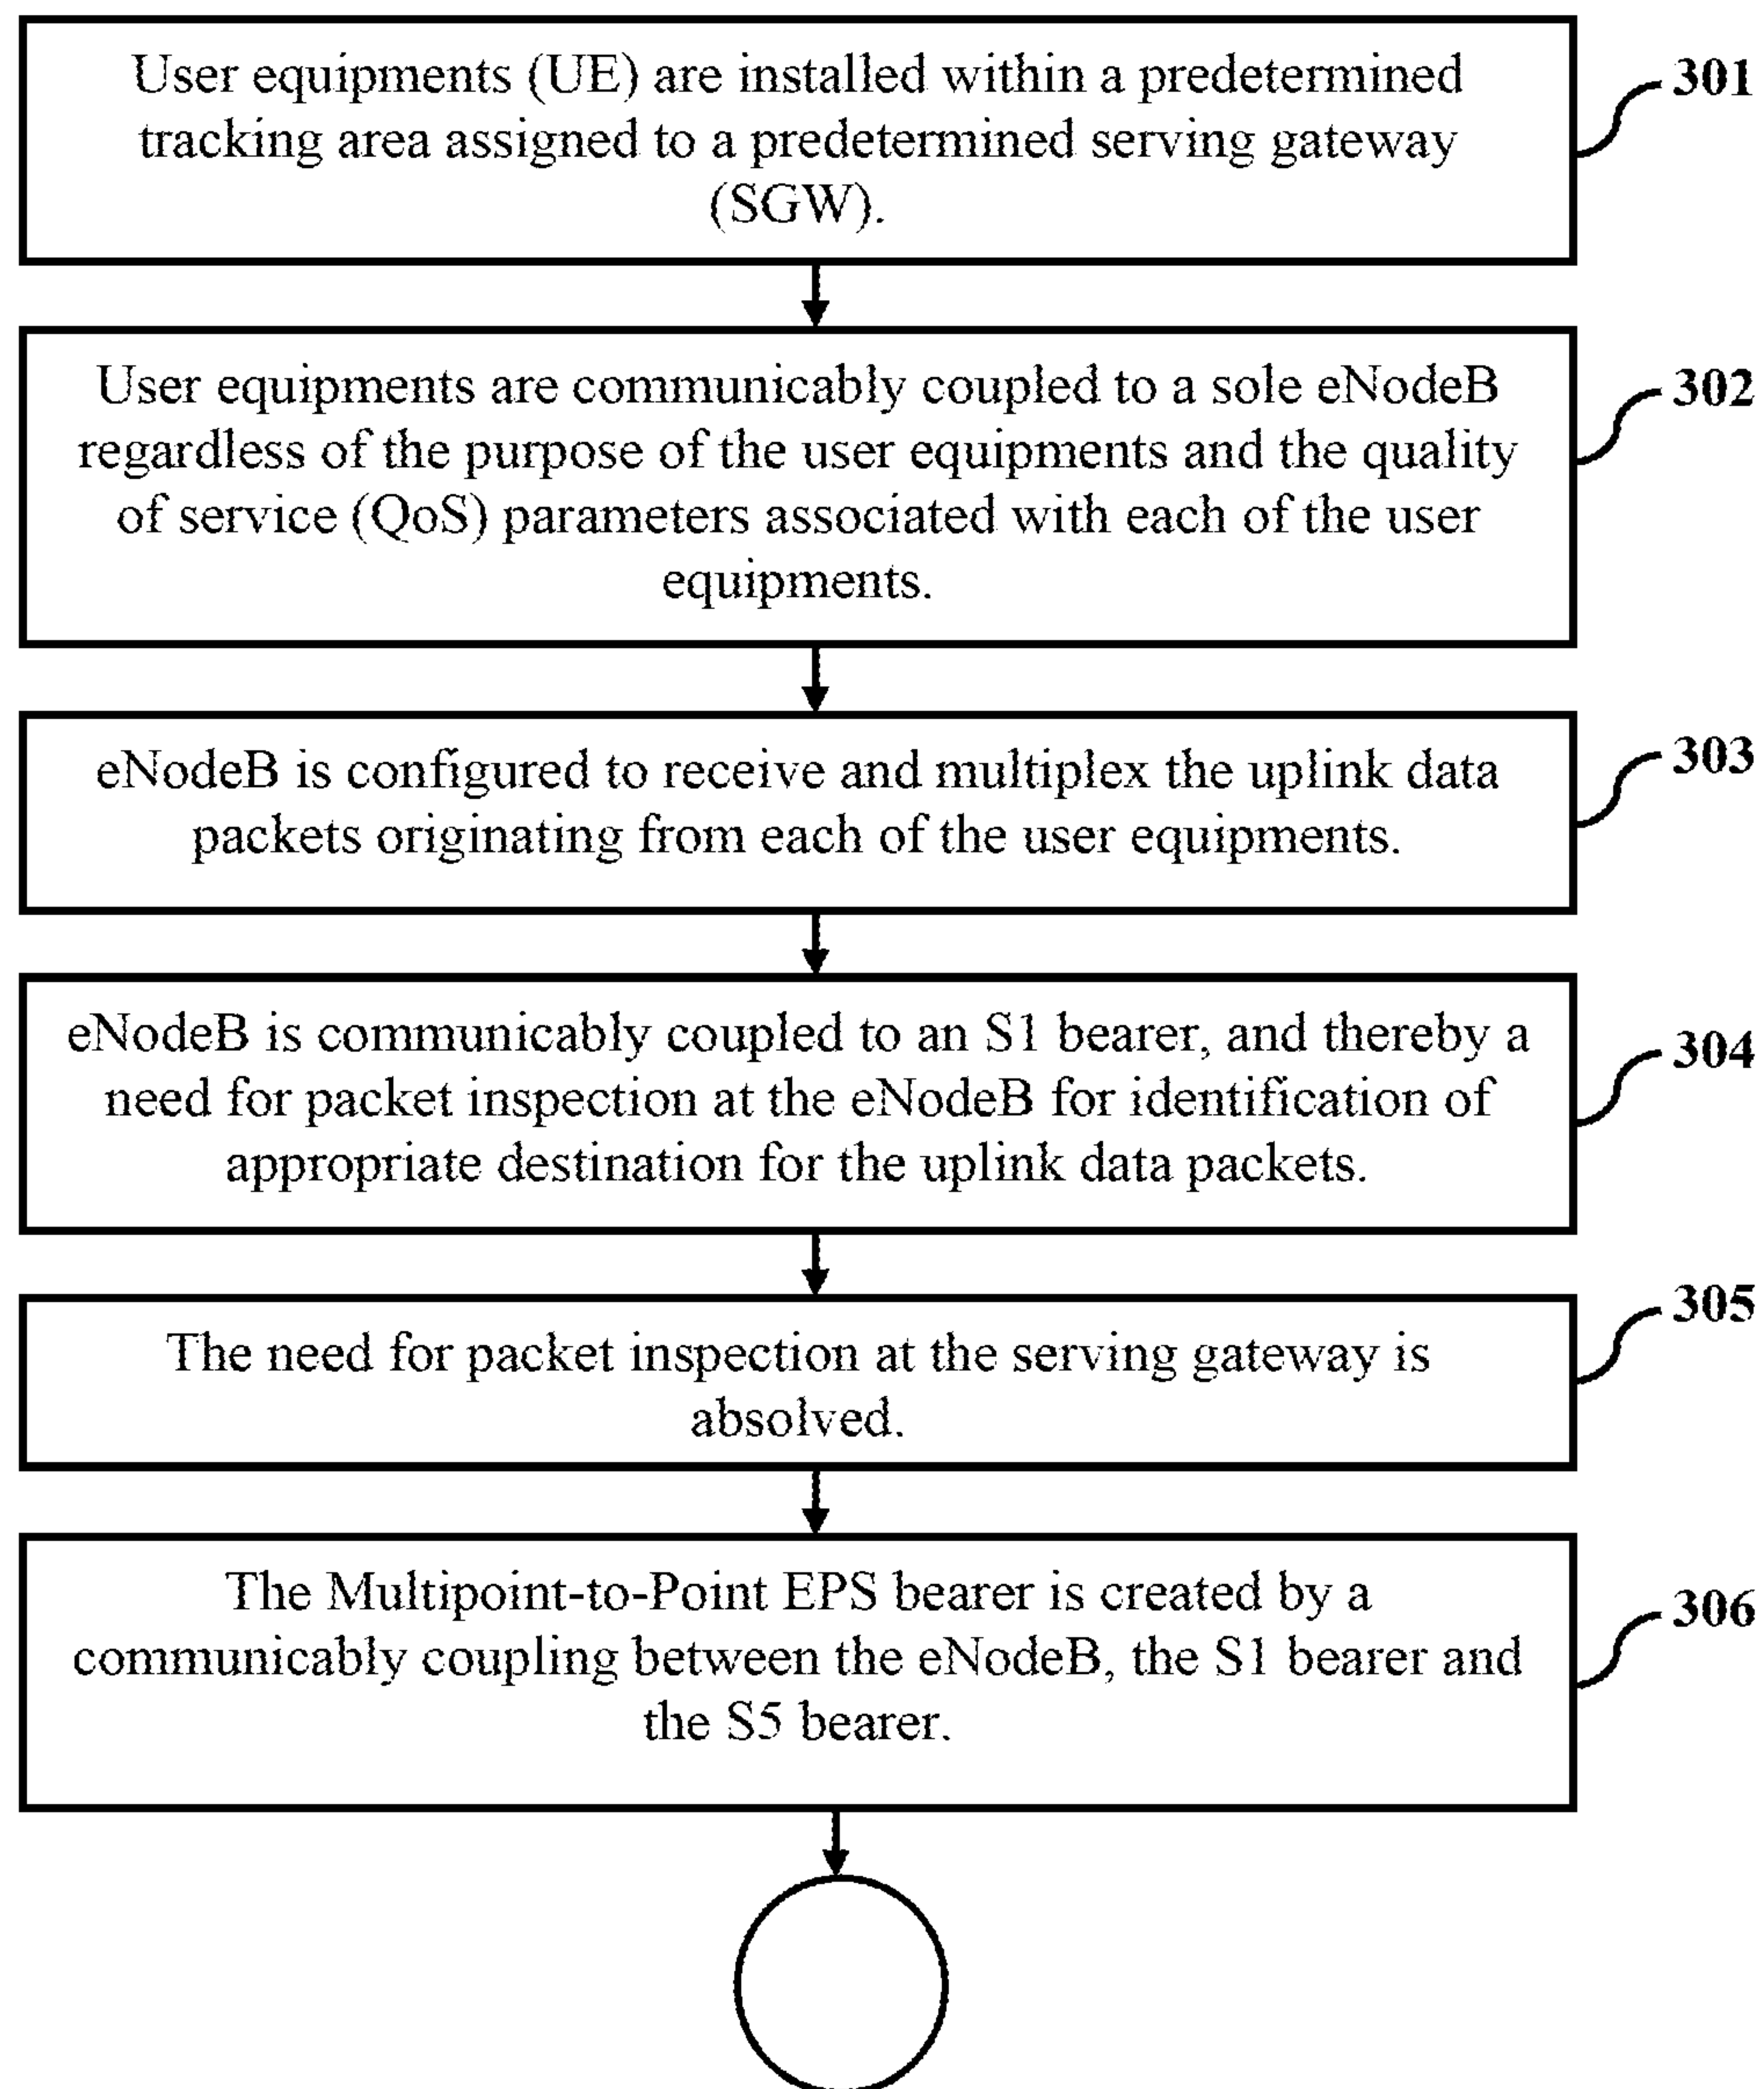 User equipments (UE) are installed within a predetermined
tracking area assigned to a predetermined serving gateway
(SGW).
301
User equipments are communicably coupled to a sole eNodeB
regardless of the purpose of the user equipments and the quality
of service (QoS) parameters associated with each of the user
equipments.
302
eNodeB is configured to receive and multiplex the uplink data
packets originating from each of the user equipments.
303
eNodeB is communicably coupled to an S1 bearer, and thereby a
need for packet inspection at the eNodeB for identification of
appropriate destination for the uplink data packets.
304
The need for packet inspection at the serving gateway is
absolved.
305
The Multipoint-to-Point EPS bearer is created by a
communicably coupling between the eNodeB, the S1 bearer and
the S5 bearer.
306